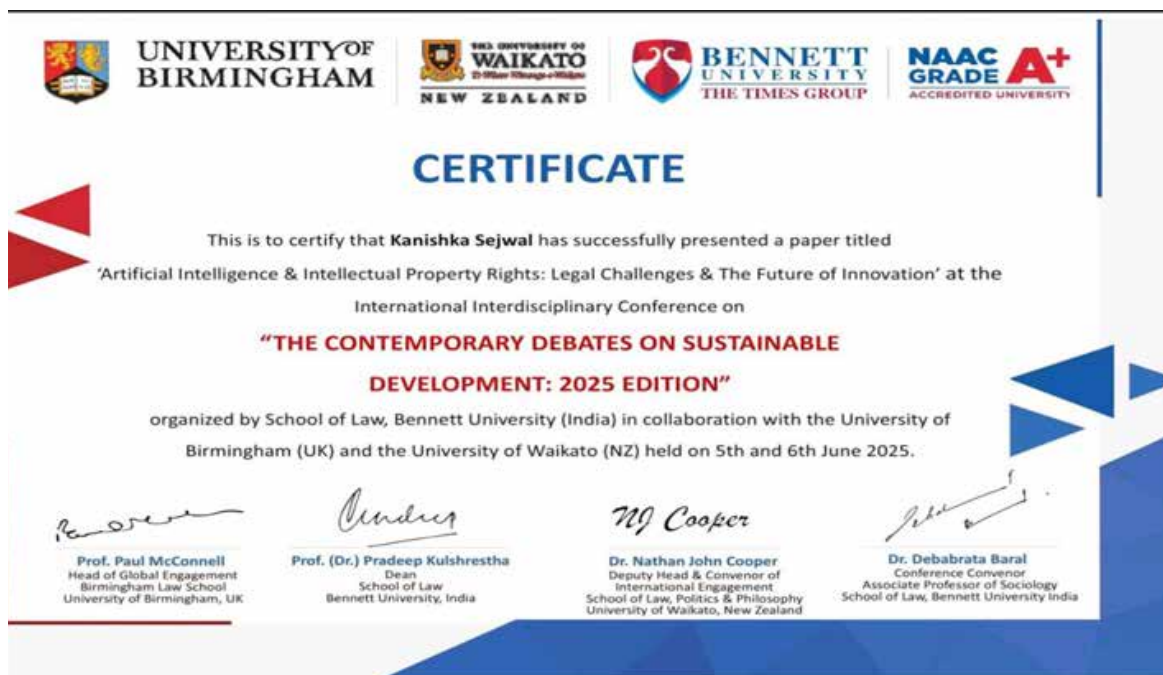 UNIVERSITY OF
BIRMINGHAM
THE UNIVERSITY OF
WAIKATO
Te Whare Wānanga o Waikato
NEW ZEALAND
BENNETT
UNIVERSITY
THE TIMES GROUP
NAAC
GRADE A+
ACCREDITED UNIVERSITY
CERTIFICATE
This is to certify that Kanishka Sejwal has successfully presented a paper titled
'Artificial Intelligence & Intellectual Property Rights: Legal Challenges & The Future of Innovation' at the
International Interdisciplinary Conference on
“THE CONTEMPORARY DEBATES ON SUSTAINABLE
DEVELOPMENT: 2025 EDITION”
organized by School of Law, Bennett University (India) in collaboration with the University of
Birmingham (UK) and the University of Waikato (NZ) held on 5th and 6th June 2025.
NJ Cooper
Prof. Paul McConnell
Head of Global Engagement
Birmingham Law School
University of Birmingham, UK
Prof. (Dr.) Pradeep Kulshrestha
Dean
School of Law
Bennett University, India
Dr. Nathan John Cooper
Deputy Head & Convenor of
International Engagement
School of Law, Politics & Philosophy
University of Waikato, New Zealand
Dr. Debabrata Baral
Conference Convenor
Associate Professor of Sociology
School of Law, Bennett University India